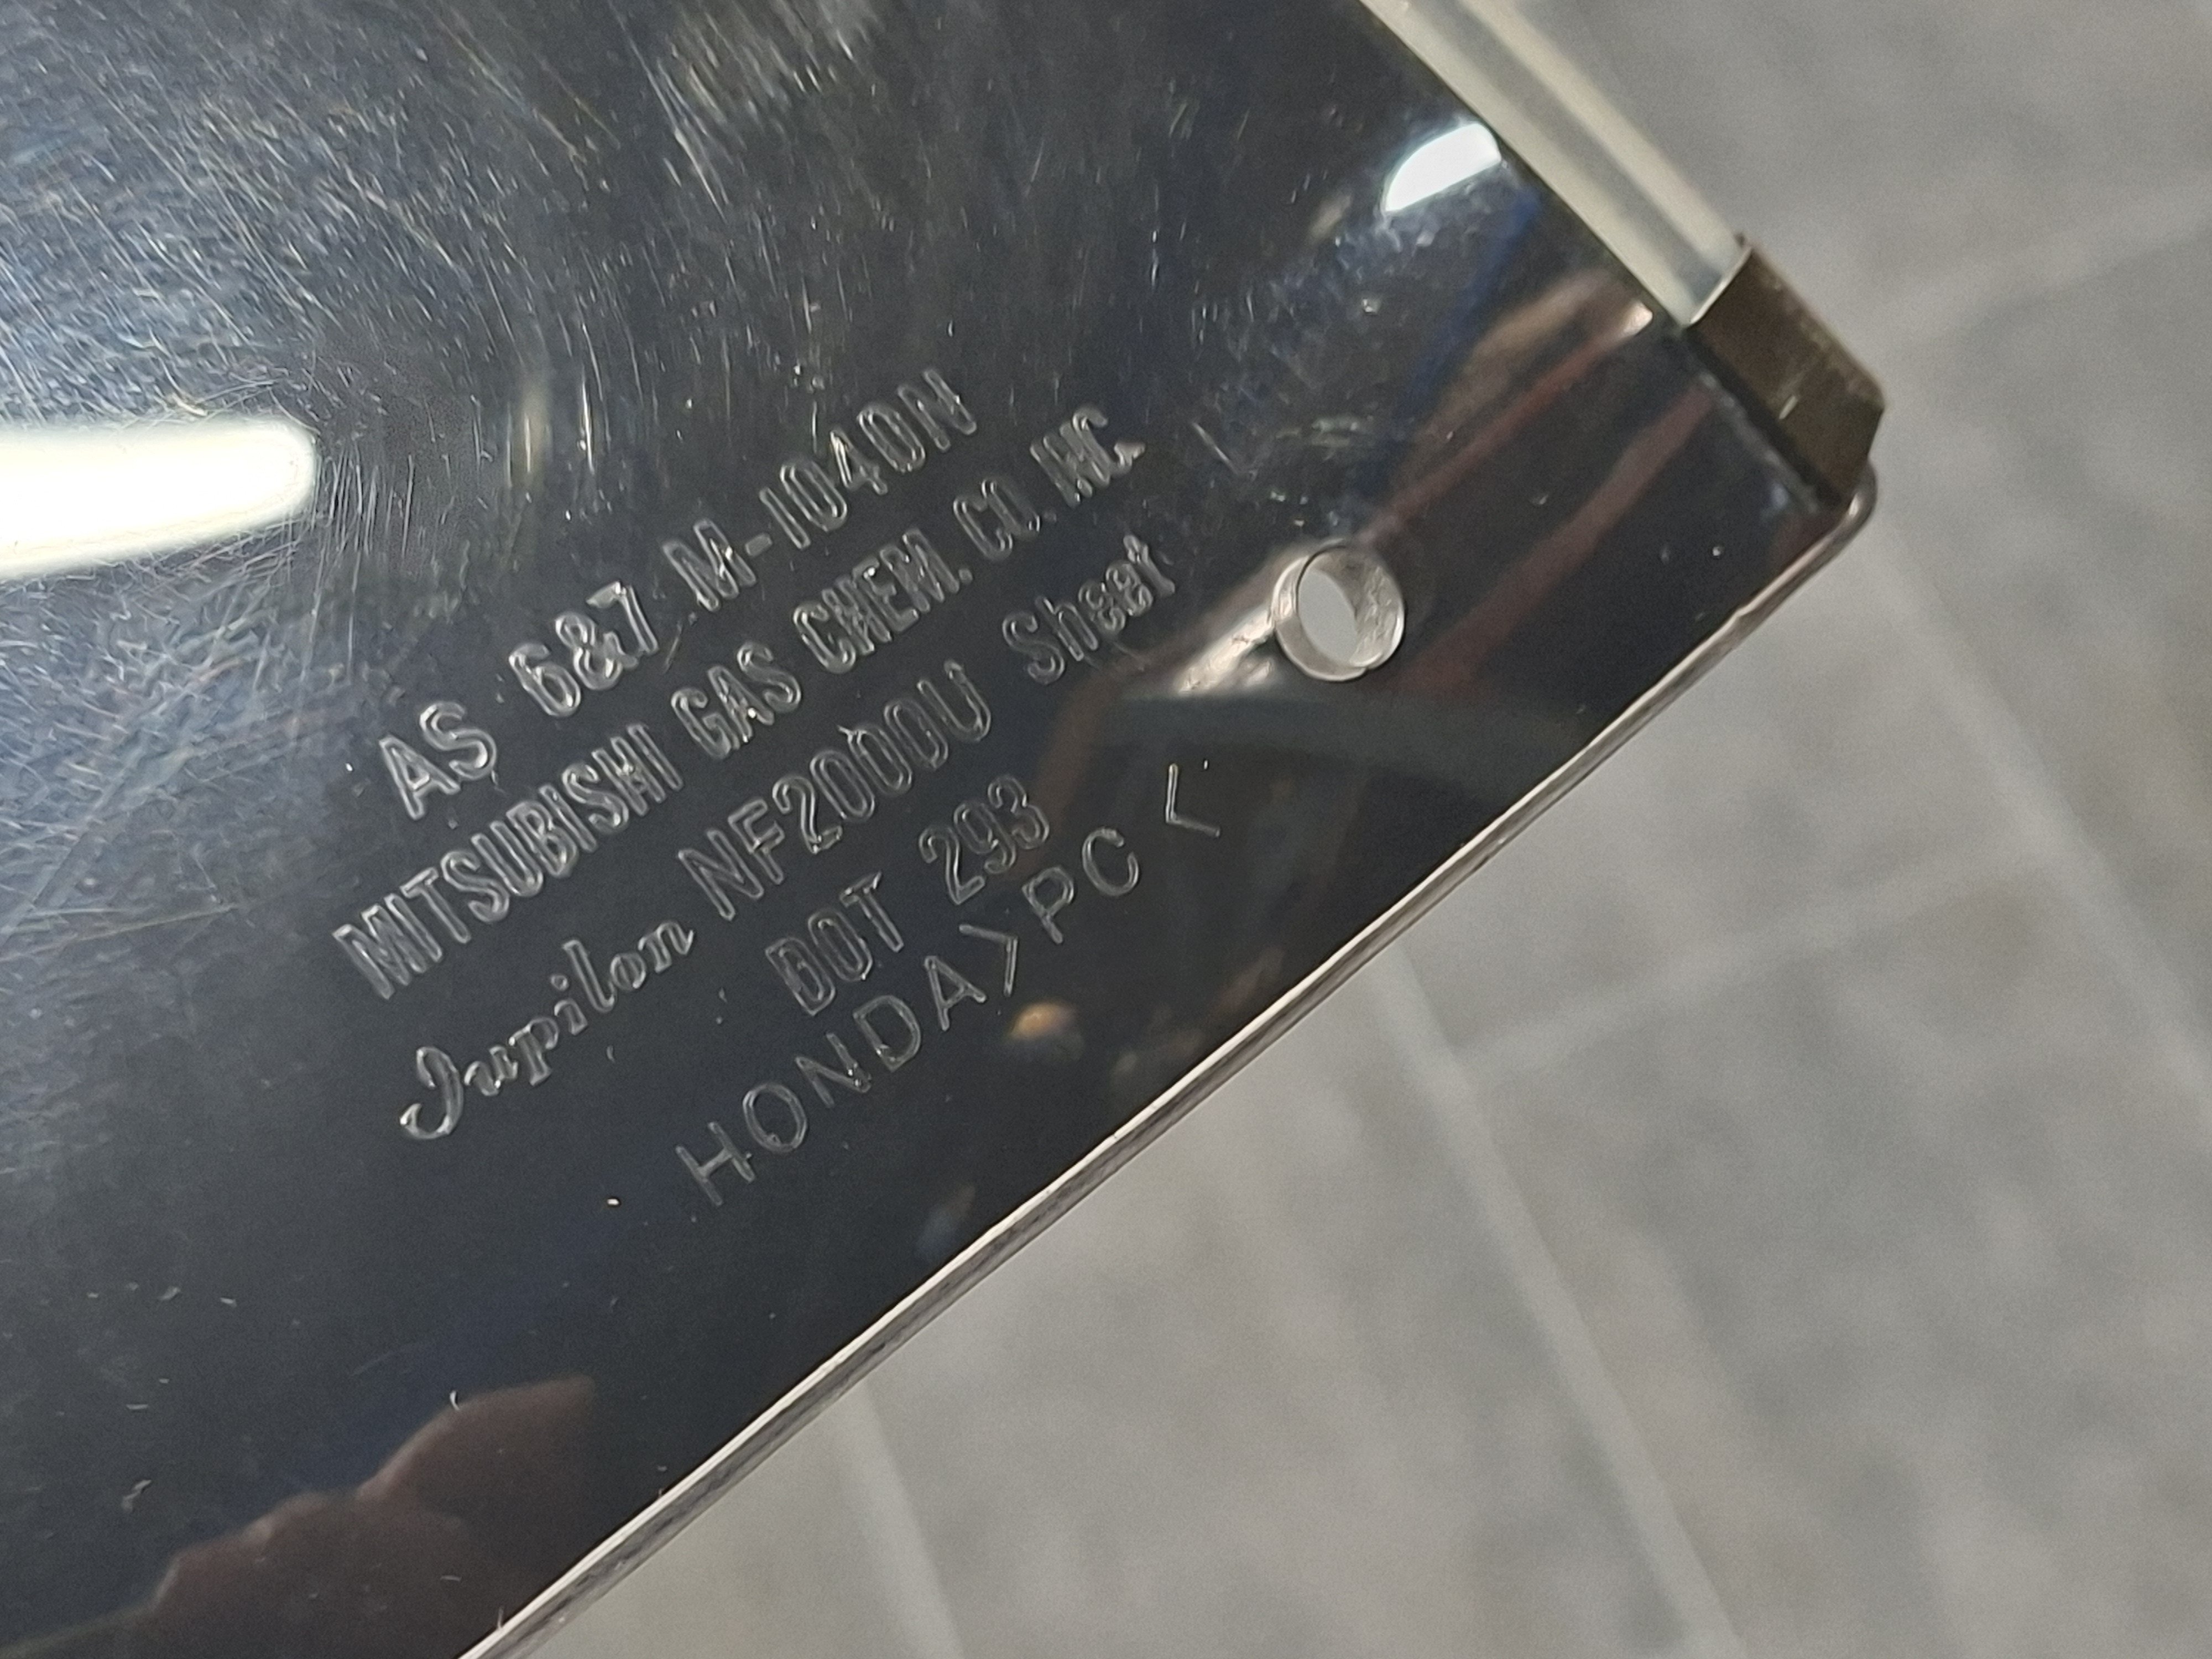 AS 6&7 M-1040N
MITSUBISHI GAS CHEM. CO. INC.
Iupilon NF2000U Sheet
DOT 293
HONDA>PC<